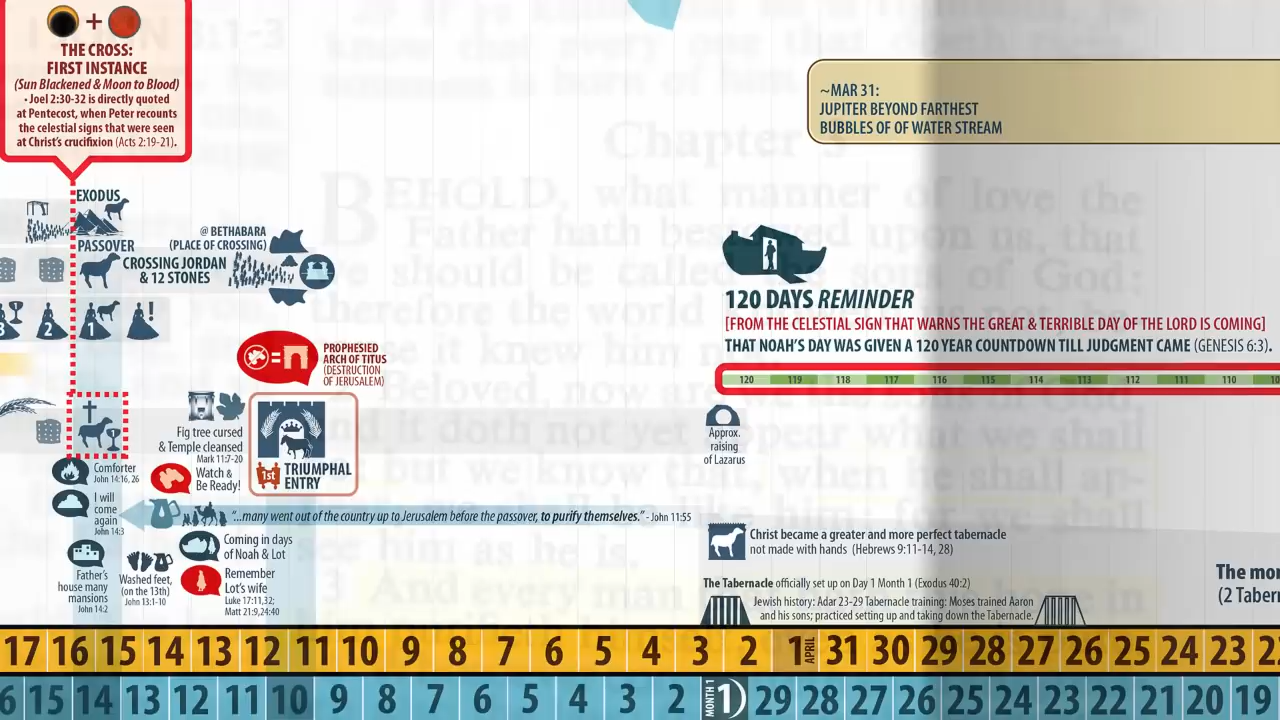 +
THE CROSS:
FIRST INSTANCE
(Sun Blackened & Moon to Blood)
· Joel 2:30-32 is directly quoted
at Pentecost, when Peter recounts
the celestial signs that were seen
at Christ's crucifixion (Acts 2:19-21).
~MAR 31:
JUPITER BEYOND FARTHEST
BUBBLES OF OF WATER STREAM
Chapter 3
BEHOLD, what manner of love the
Father hath bestowed upon us, that
EXODUS
PASSOVER
@ BETHABARA
(PLACE OF CROSSING)
CROSSING JORDAN
& 12 STONES
3 2 1 !
120 DAYS REMINDER
[FROM THE CELESTIAL SIGN THAT WARNS THE GREAT & TERRIBLE DAY OF THE LORD IS COMING]
THAT NOAH'S DAY WAS GIVEN A 120 YEAR COUNTDOWN TILL JUDGMENT CAME (GENESIS 6:3).
120 119 118 117 116 115 114 113 112 111 110
=
PROPHESIED
ARCH OF TITUS
(DESTRUCTION
OF JERUSALEM)
Fig tree cursed
& Temple cleansed
Mark 11:7-20
Watch &
Be Ready!
1st
TRIUMPHAL
ENTRY
Approx.
raising
of Lazarus
Comforter
John 14:16, 26
I will
come
again
John 14:3
"...many went out of the country up to Jerusalem before the passover, to purify themselves." - John 11:55
Coming in days
of Noah & Lot
Father's
house many
mansions
John 14:2
Washed feet,
(on the 13th)
John 13:1-10
Remember
Lot's wife
Luke 17:11,32;
Matt 21:9,24:40
Christ became a greater and more perfect tabernacle
not made with hands (Hebrews 9:11-14, 28)
The Tabernacle officially set up on Day 1 Month 1 (Exodus 40:2)
Jewish history: Adar 23-29 Tabernacle training: Moses trained Aaron
and his sons; practiced setting up and taking down the Tabernacle.
17 16 15 14 13 12 11 10 9 8 7 6 5 4 3 2 1 APRIL 31 30 29 28 27 26 25 24 23
15 14 13 12 11 10 9 8 7 6 5 4 3 2 MONTH 1 1 29 28 27 26 25 24 23 22 21 20 19